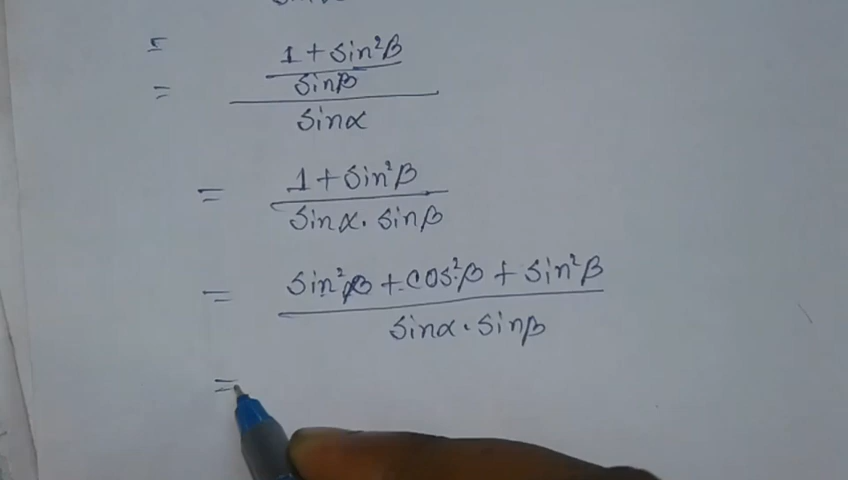 =
1 + sin²β
= sinβ
sinα
= 1 + sin²β
sinα. sinβ
= sin²β + cos²β + sin²β
sinα. sinβ
=